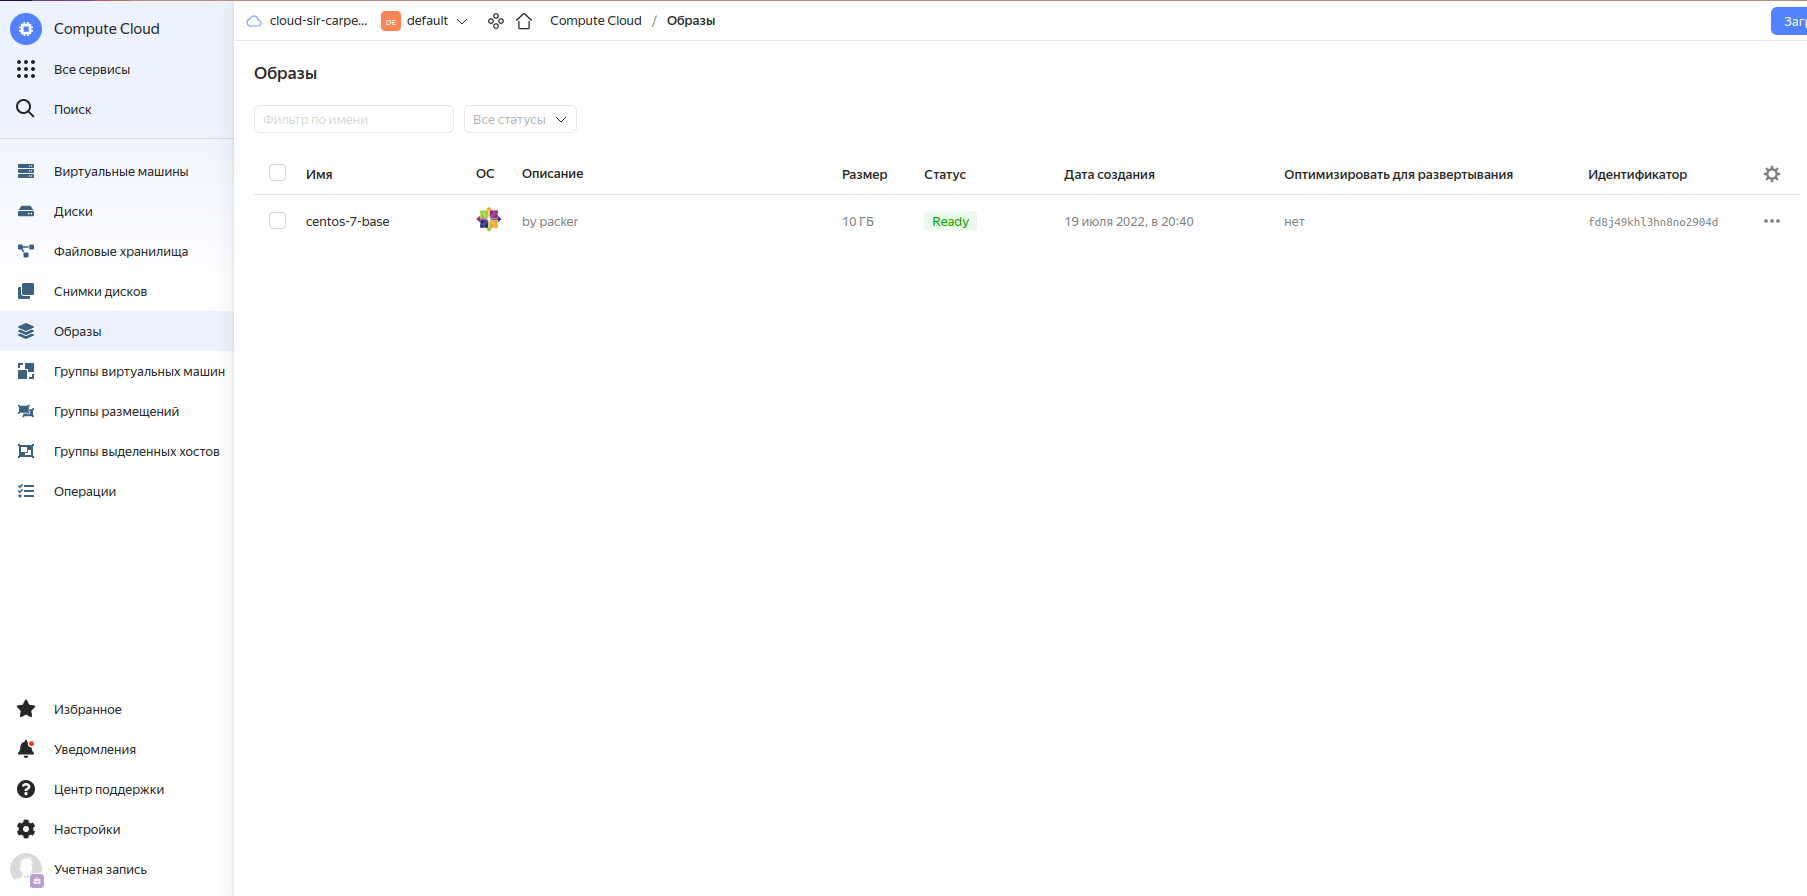 Compute Cloud
Все сервисы
Поиск
Виртуальные машины
Диски
Файловые хранилища
Снимки дисков
Образы
Группы виртуальных машин
Группы размещений
Группы выделенных хостов
Операции
Избранное
Уведомления
Центр поддержки
Настройки
Учетная запись
cloud-sir-carpe... DE default Compute Cloud / Образы Заг
Образы
Фильтр по имени Все статусы
Имя ОС Описание Размер Статус Дата создания Оптимизировать для развертывания Идентификатор
centos-7-base by packer 10 ГБ Ready 19 июля 2022, в 20:40 нет fd8j49khl3hn8no2904d